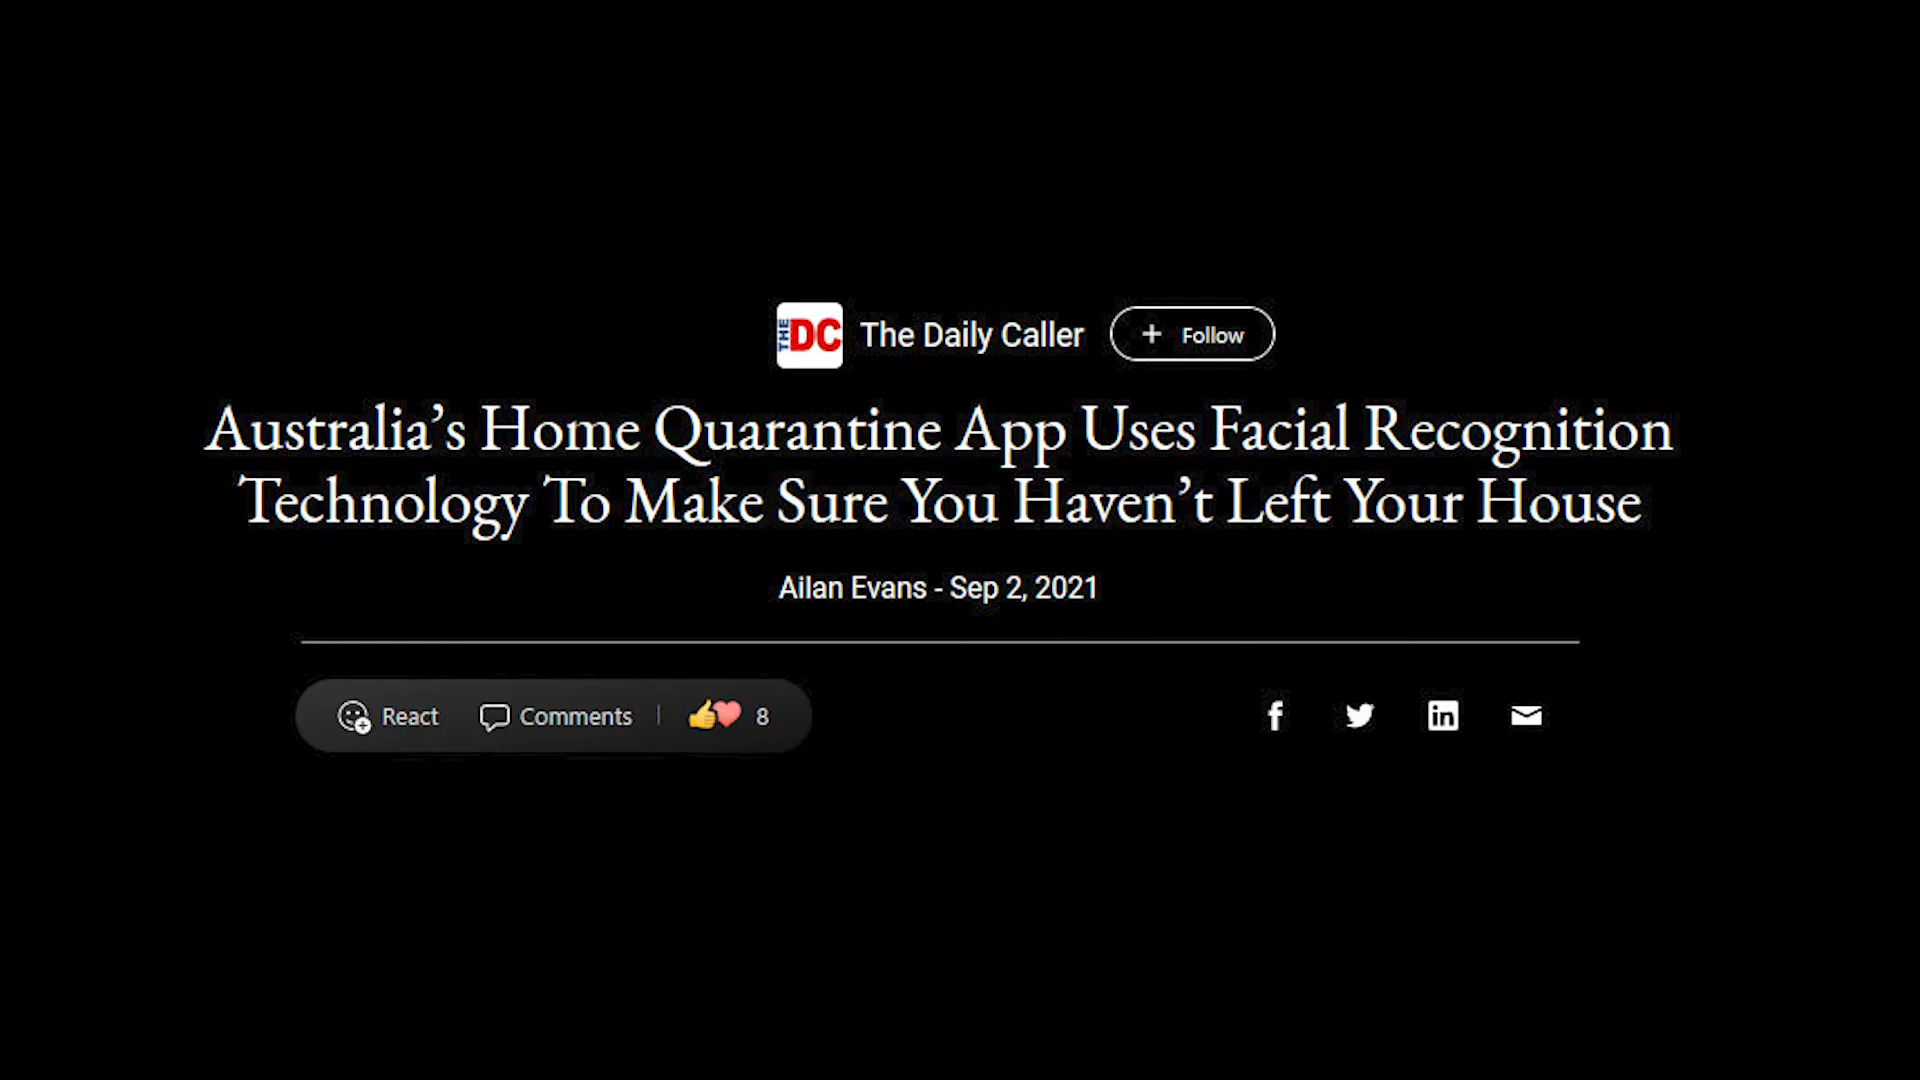 THE DC The Daily Caller + Follow
Australia’s Home Quarantine App Uses Facial Recognition
Technology To Make Sure You Haven’t Left Your House
Ailan Evans - Sep 2, 2021
React Comments | 8